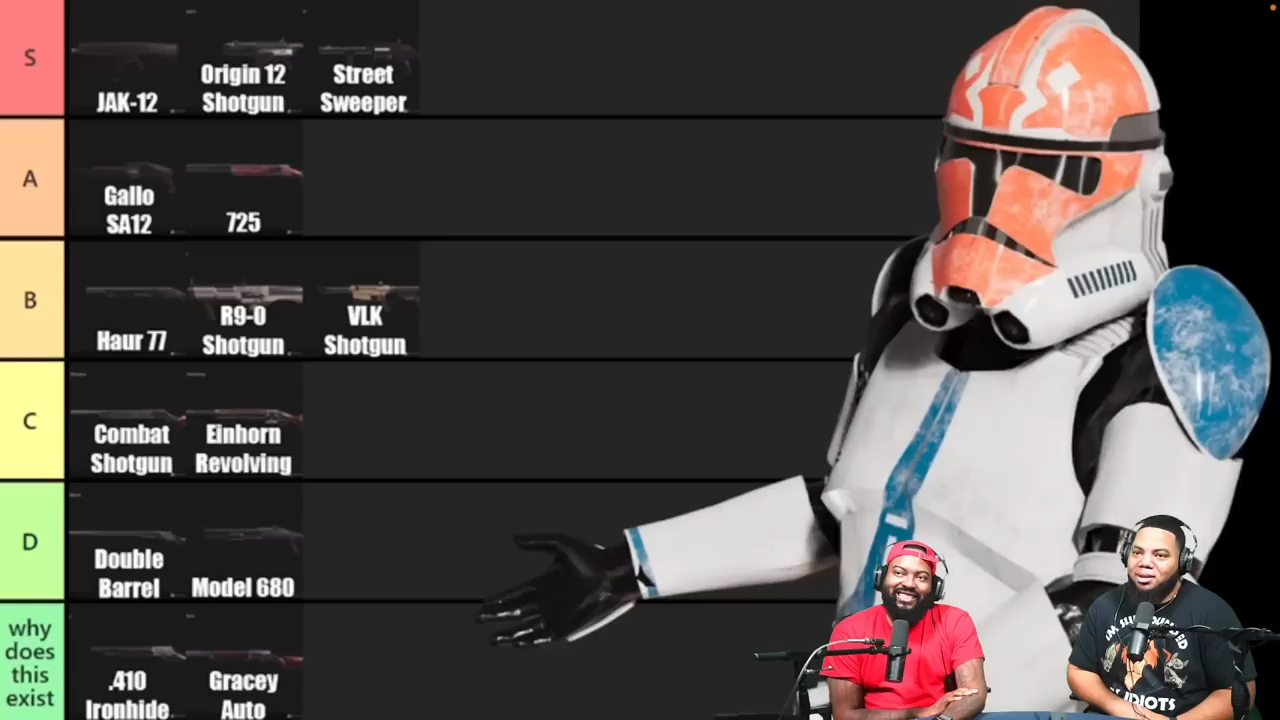 S
JAK-12
Origin 12
Shotgun
Street
Sweeper
A
Gallo
SA12
725
B
Haur 77
R9-0
Shotgun
VLK
Shotgun
C
Combat
Shotgun
Einhorn
Revolving
D
Double
Barrel
Model 680
why
does
this
exist
.410
Ironhide
Gracey
Auto
IDIOTS